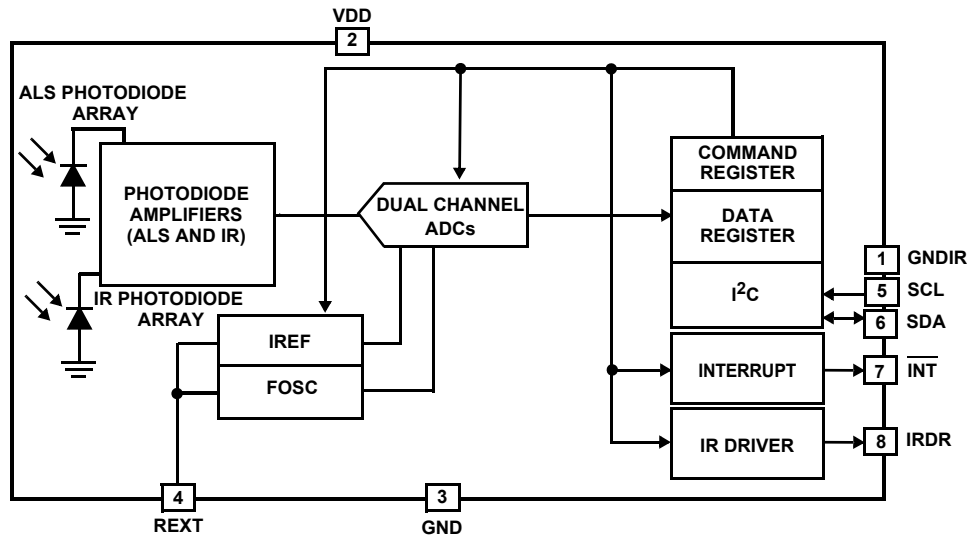 VDD
2
ALS PHOTODIODE
ARRAY
PHOTODIODE
AMPLIFIERS
(ALS AND IR)
DUAL CHANNEL
ADCs
COMMAND
REGISTER
DATA
REGISTER
I²C
1 GNDIR
5 SCL
6 SDA
IR PHOTODIODE
ARRAY
IREF
FOSC
INTERRUPT
7 I̅N̅T̅
IR DRIVER
8 IRDR
4
REXT
3
GND